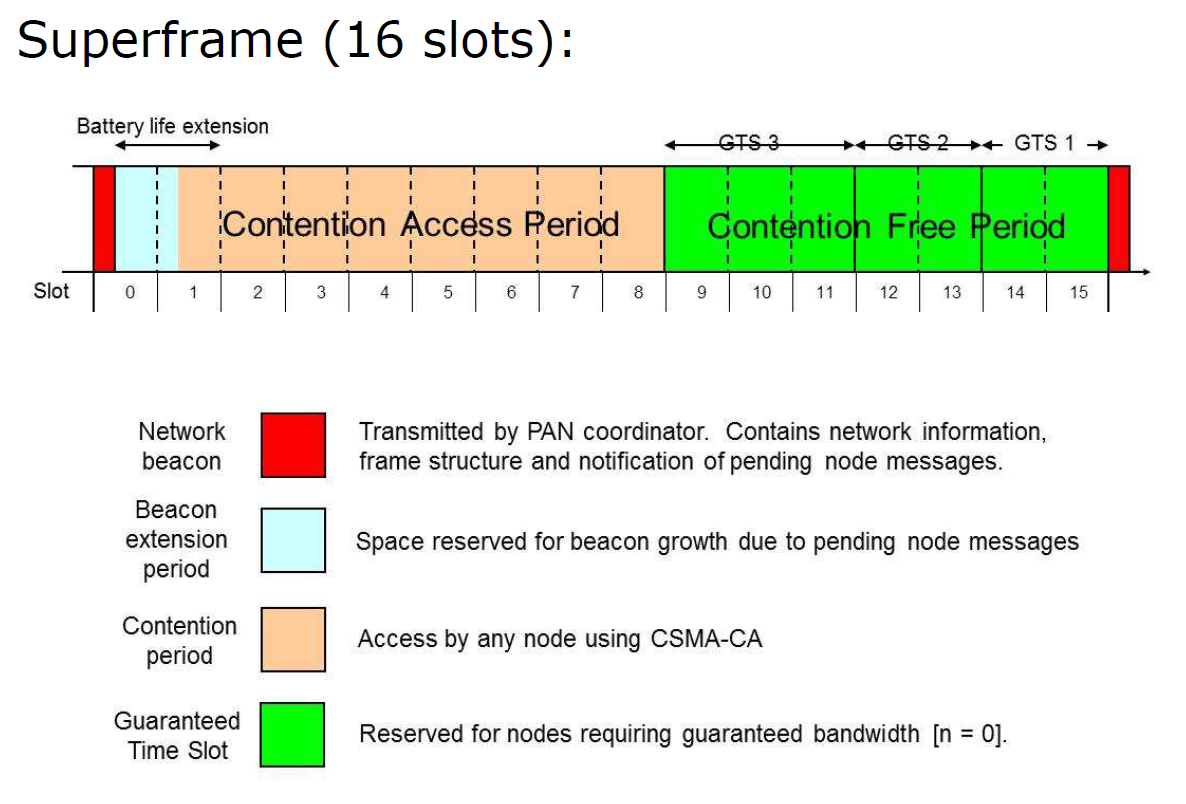 Superframe (16 slots):
Battery life extension
GTS 3 GTS 2 GTS 1
Contention Access Period Contention Free Period
Slot 0 1 2 3 4 5 6 7 8 9 10 11 12 13 14 15
Network
beacon
Transmitted by PAN coordinator. Contains network information,
frame structure and notification of pending node messages.
Beacon
extension
period
Space reserved for beacon growth due to pending node messages
Contention
period
Access by any node using CSMA-CA
Guaranteed
Time Slot
Reserved for nodes requiring guaranteed bandwidth [n = 0].